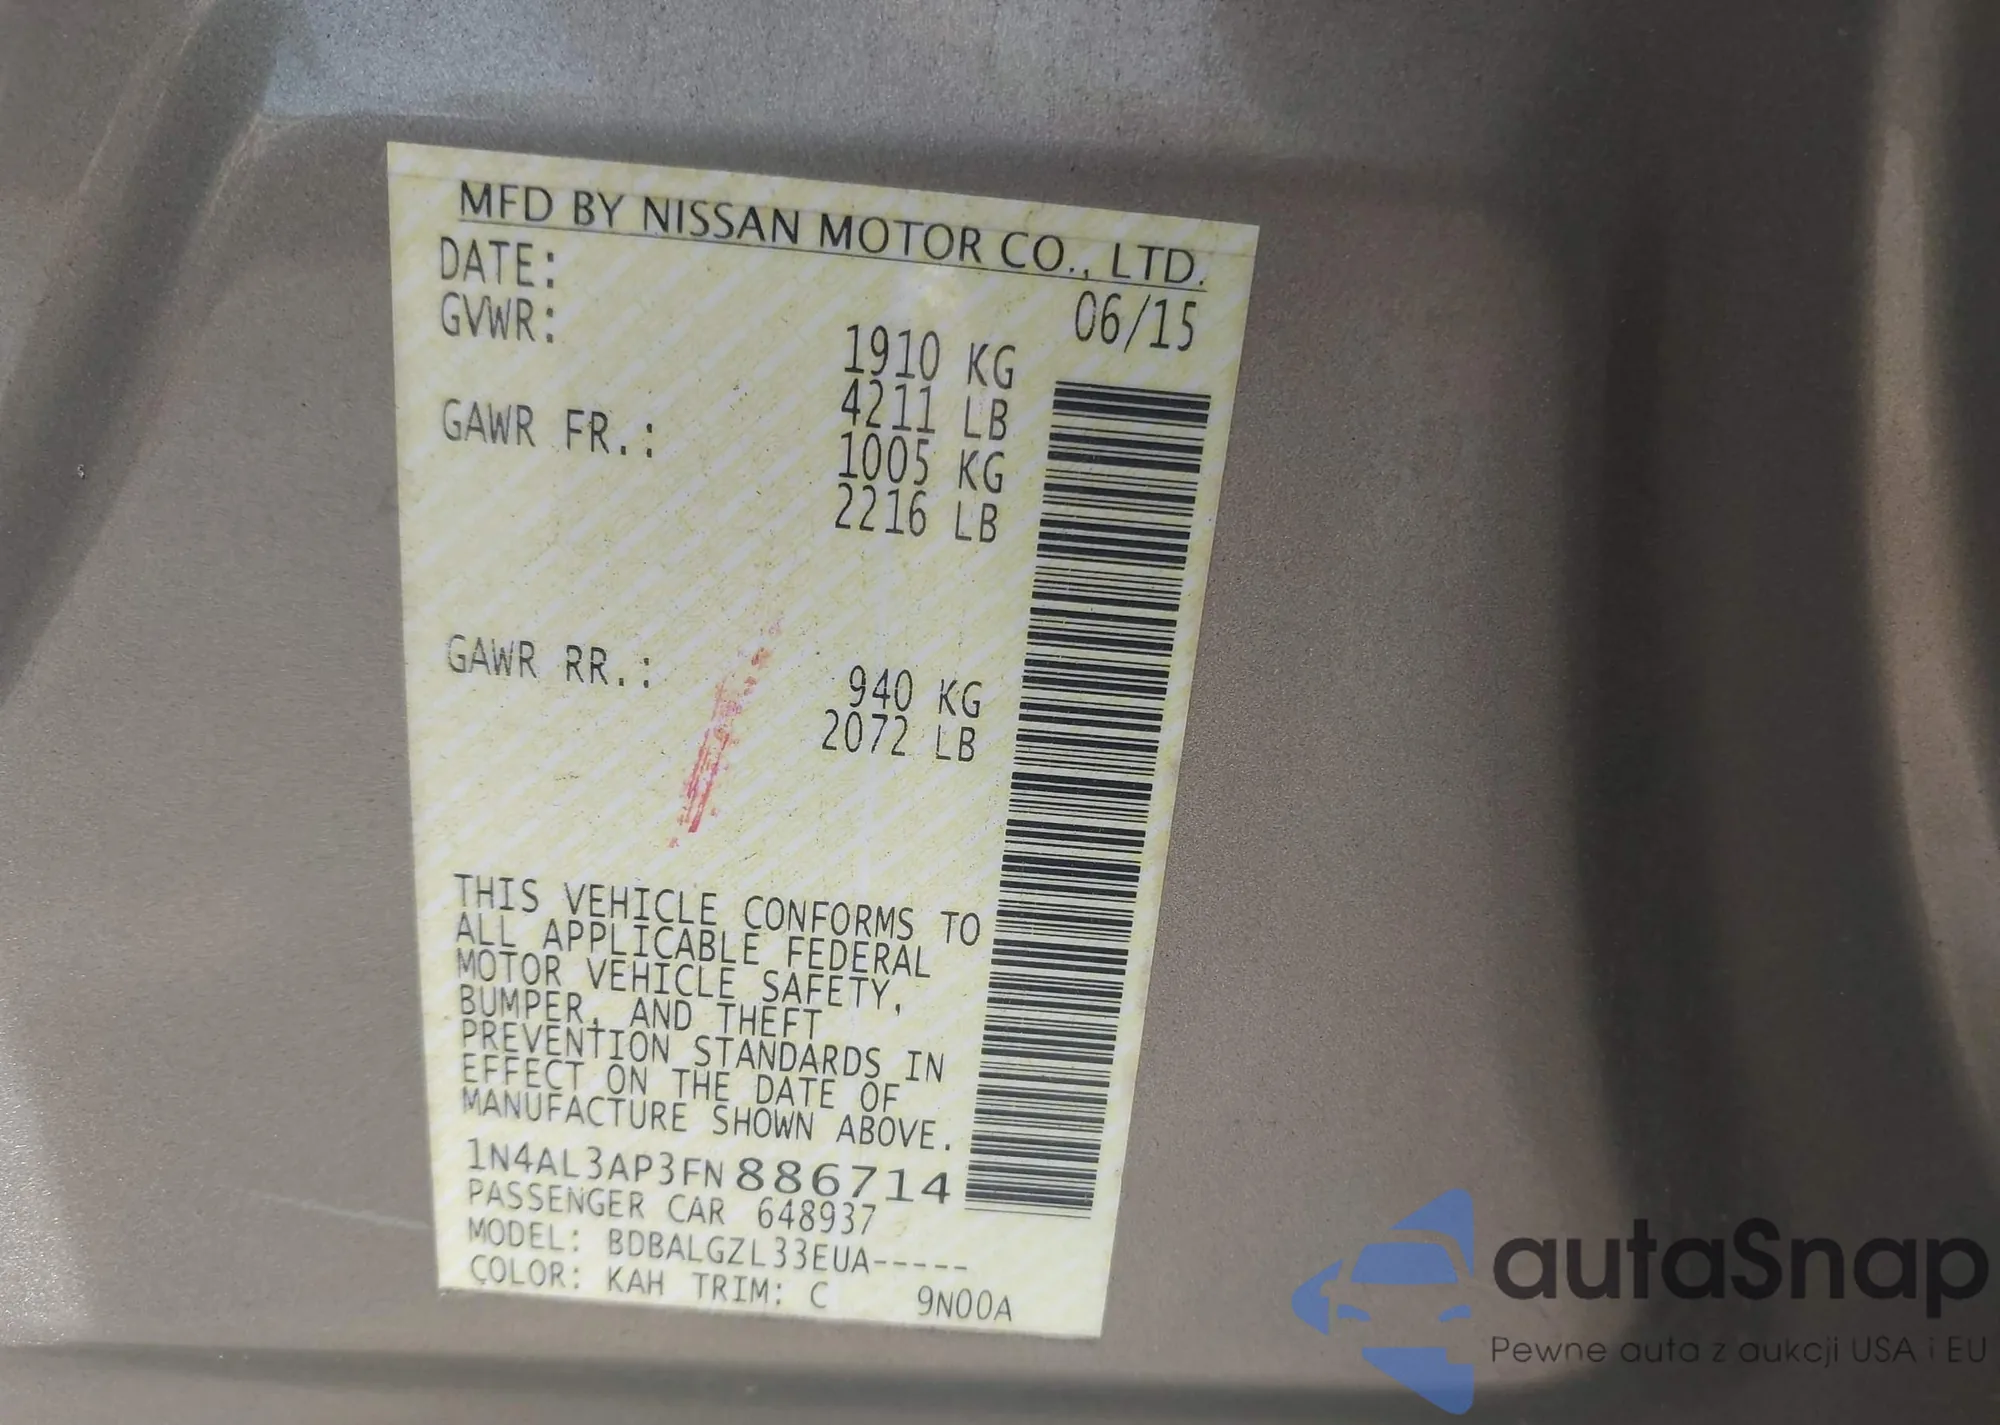 MFD BY NISSAN MOTOR CO., LTD.
DATE: 06/15
GVWR: 1910 KG
4211 LB
GAWR FR.: 1005 KG
2216 LB
GAWR RR.: 940 KG
2072 LB
THIS VEHICLE CONFORMS TO
ALL APPLICABLE FEDERAL
MOTOR VEHICLE SAFETY,
BUMPER, AND THEFT
PREVENTION STANDARDS IN
EFFECT ON THE DATE OF
MANUFACTURE SHOWN ABOVE.
1N4AL3AP3FN886714
PASSENGER CAR 648937
MODEL: BDBALGZL33EUA-----
COLOR: KAH TRIM: C 9N00A
autaSnap
Pewne auta z aukcji USA i EU